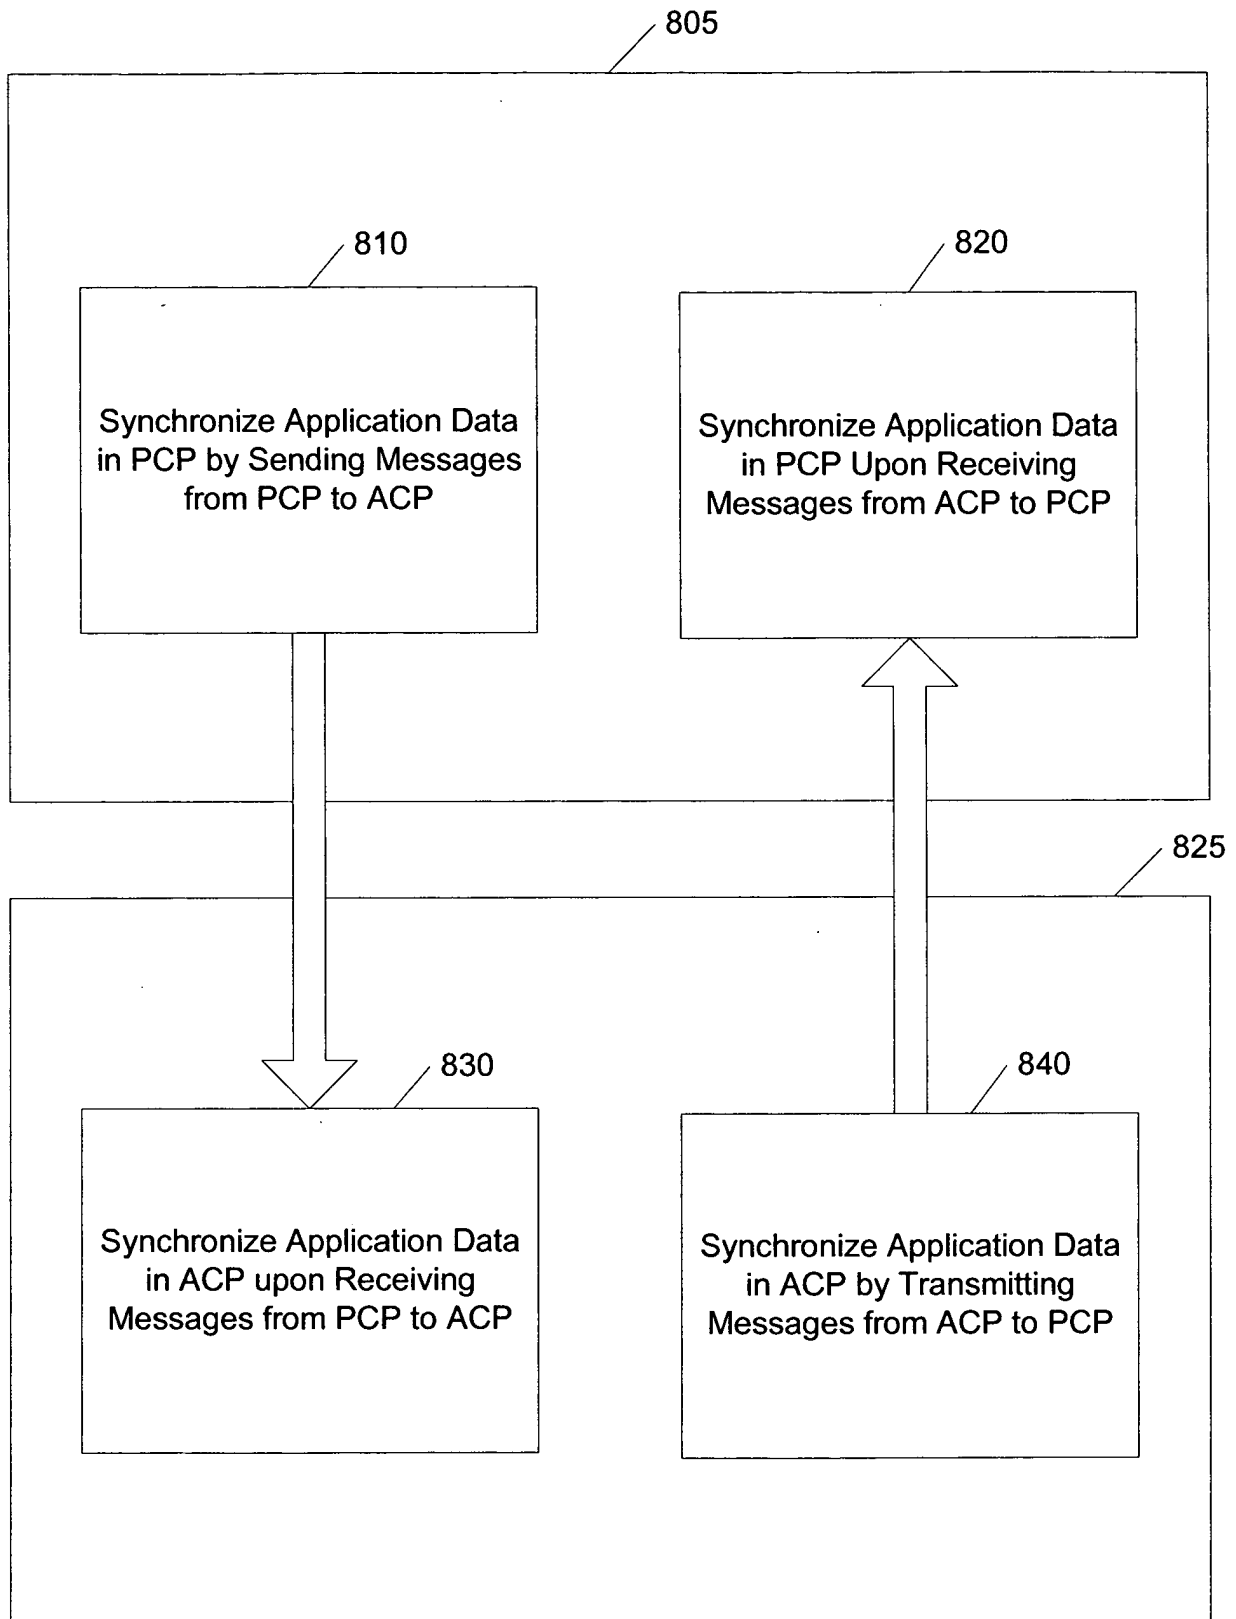 805
810
820
Synchronize Application Data
in PCP by Sending Messages
from PCP to ACP
Synchronize Application Data
in PCP Upon Receiving
Messages from ACP to PCP
825
830
840
Synchronize Application Data
in ACP upon Receiving
Messages from PCP to ACP
Synchronize Application Data
in ACP by Transmitting
Messages from ACP to PCP